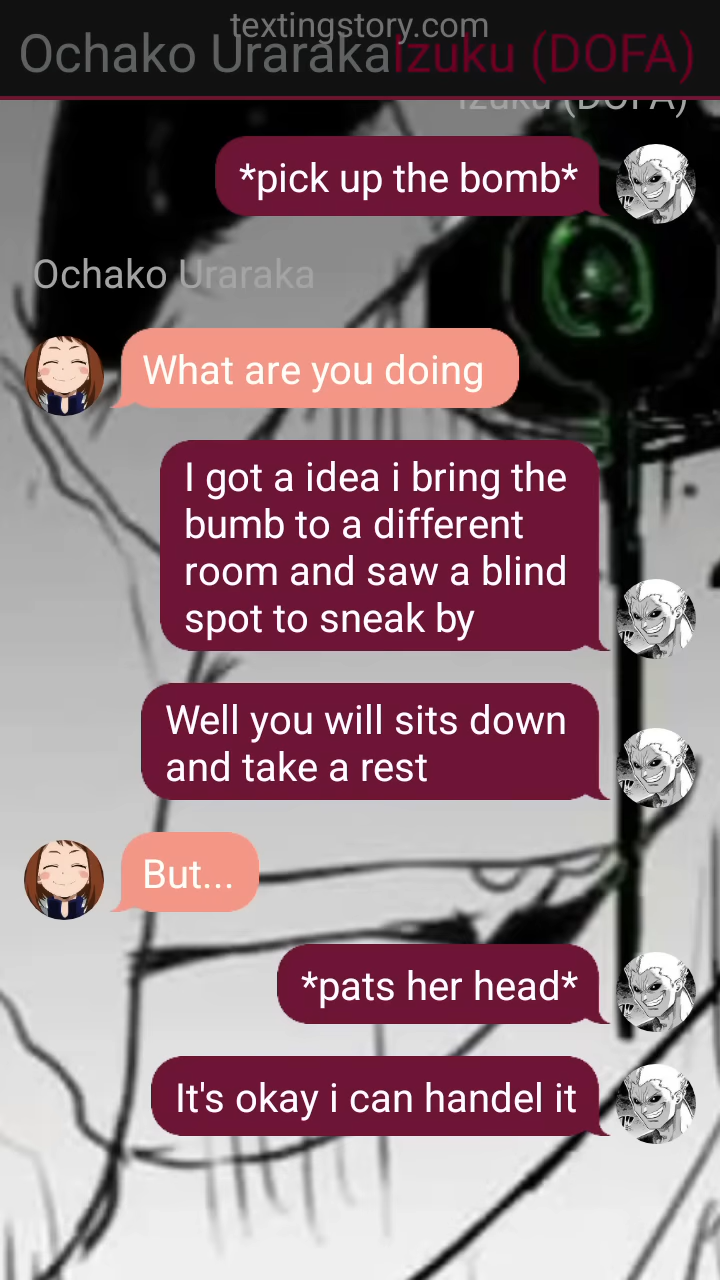 textingstory.com
Ochako Uraraka Izuku (DOFA)
Izuku (DOFA)
*pick up the bomb*
Ochako Uraraka
What are you doing
I got a idea i bring the
bumb to a different
room and saw a blind
spot to sneak by
Well you will sits down
and take a rest
But...
*pats her head*
It's okay i can handel it